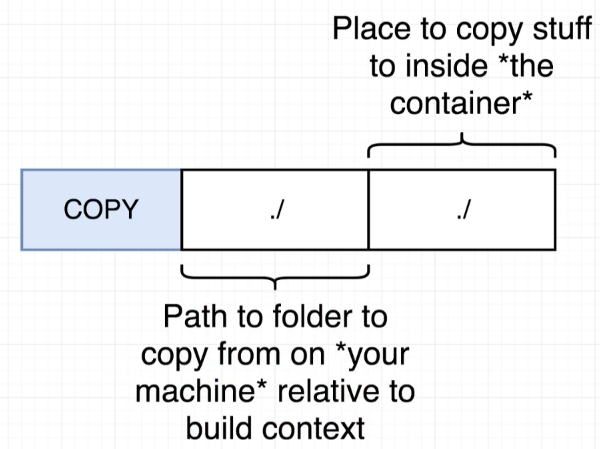 Place to copy stuff
to inside *the
container*
COPY ./ ./
Path to folder to
copy from on *your
machine* relative to
build context